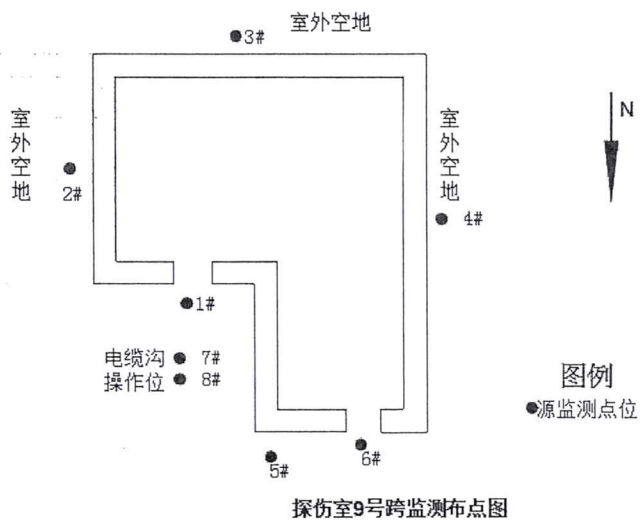 室外空地
3#
N
室外空地
2#
室外空地
4#
1#
电缆沟 7#
操作位 8#
图例
源监测点位
5#
6#
探伤室9号跨监测布点图